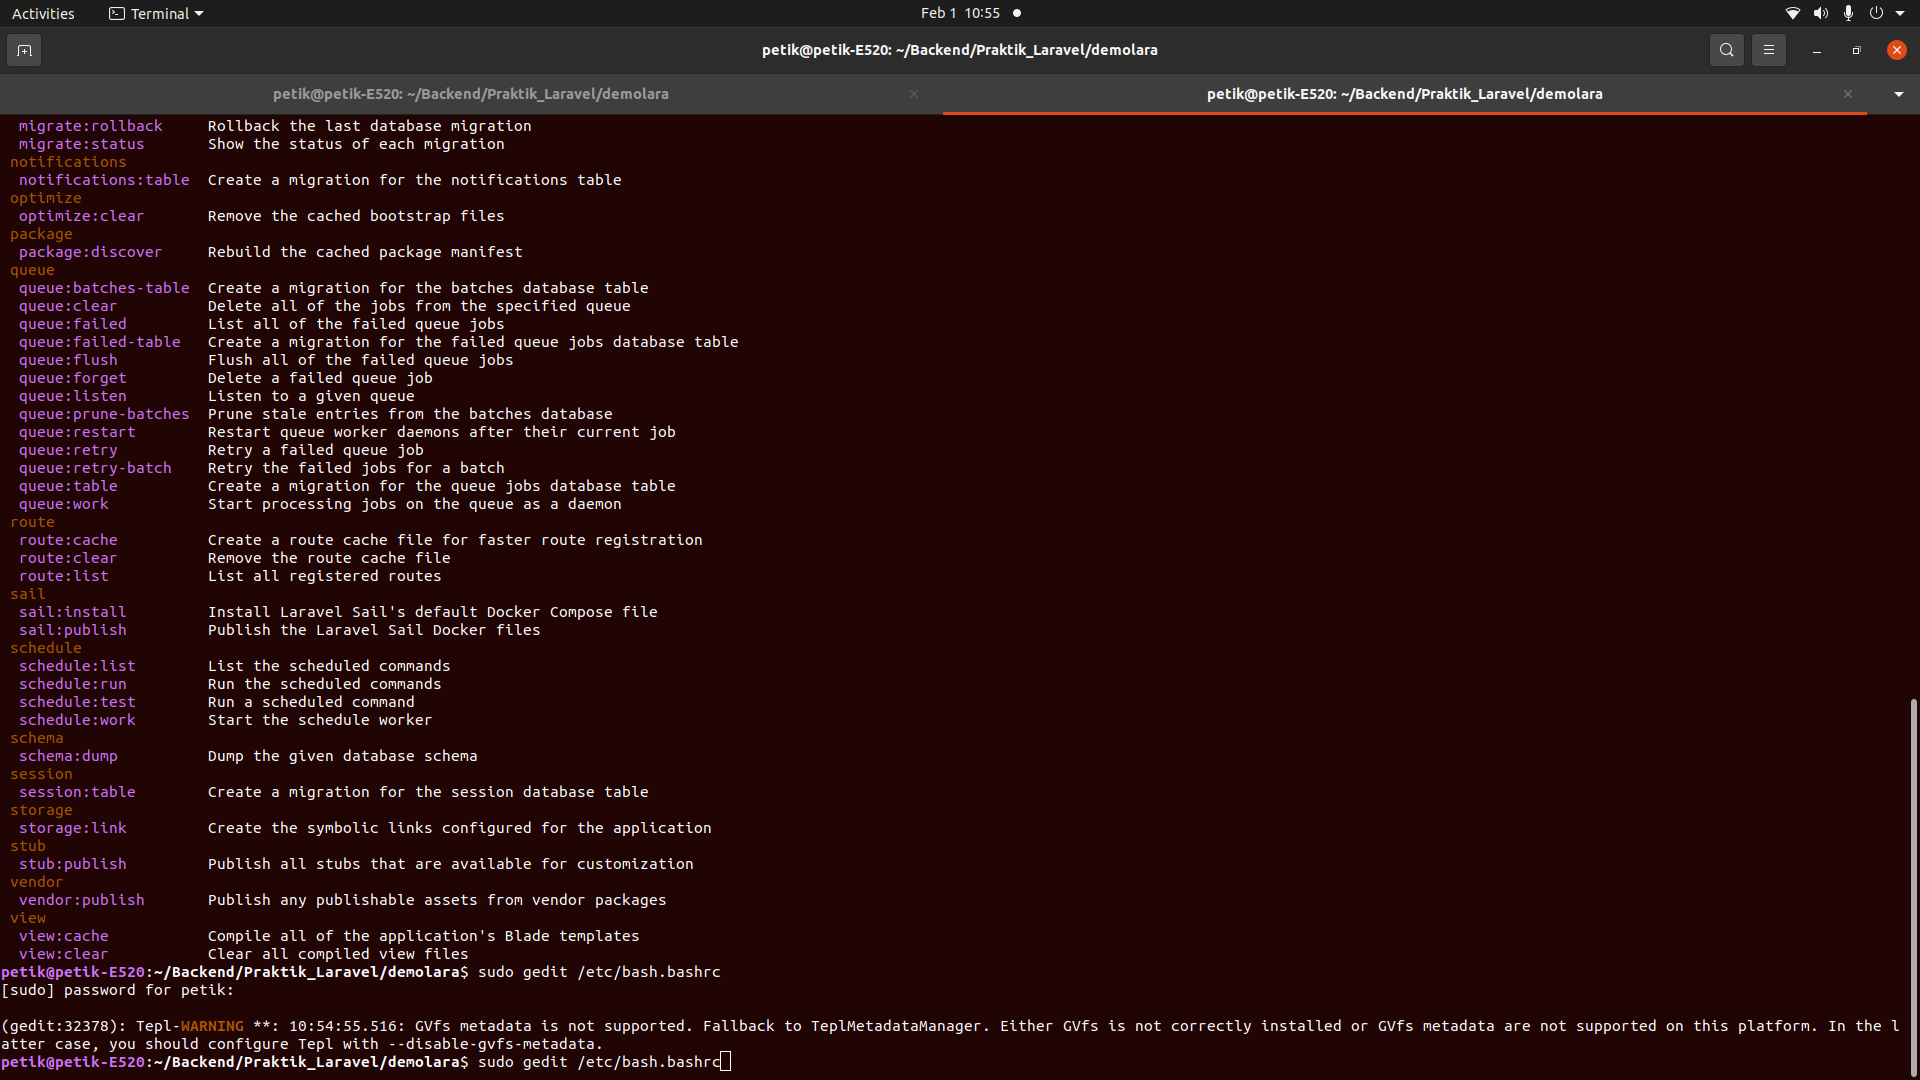 Activities Terminal Feb 1 10:55
petik@petik-E520: ~/Backend/Praktik_Laravel/demolara
petik@petik-E520: ~/Backend/Praktik_Laravel/demolara petik@petik-E520: ~/Backend/Praktik_Laravel/demolara
migrate:rollback Rollback the last database migration
migrate:status Show the status of each migration
notifications
notifications:table Create a migration for the notifications table
optimize
optimize:clear Remove the cached bootstrap files
package
package:discover Rebuild the cached package manifest
queue
queue:batches-table Create a migration for the batches database table
queue:clear Delete all of the jobs from the specified queue
queue:failed List all of the failed queue jobs
queue:failed-table Create a migration for the failed queue jobs database table
queue:flush Flush all of the failed queue jobs
queue:forget Delete a failed queue job
queue:listen Listen to a given queue
queue:prune-batches Prune stale entries from the batches database
queue:restart Restart queue worker daemons after their current job
queue:retry Retry a failed queue job
queue:retry-batch Retry the failed jobs for a batch
queue:table Create a migration for the queue jobs database table
queue:work Start processing jobs on the queue as a daemon
route
route:cache Create a route cache file for faster route registration
route:clear Remove the route cache file
route:list List all registered routes
sail
sail:install Install Laravel Sail's default Docker Compose file
sail:publish Publish the Laravel Sail Docker files
schedule
schedule:list List the scheduled commands
schedule:run Run the scheduled commands
schedule:test Run a scheduled command
schedule:work Start the schedule worker
schema
schema:dump Dump the given database schema
session
session:table Create a migration for the session database table
storage
storage:link Create the symbolic links configured for the application
stub
stub:publish Publish all stubs that are available for customization
vendor
vendor:publish Publish any publishable assets from vendor packages
view
view:cache Compile all of the application's Blade templates
view:clear Clear all compiled view files
petik@petik-E520:~/Backend/Praktik_Laravel/demolara$ sudo gedit /etc/bash.bashrc
[sudo] password for petik:
(gedit:32378): Tepl-WARNING **: 10:54:55.516: GVfs metadata is not supported. Fallback to TeplMetadataManager. Either GVfs is not correctly installed or GVfs metadata are not supported on this platform. In the l
atter case, you should configure Tepl with --disable-gvfs-metadata.
petik@petik-E520:~/Backend/Praktik_Laravel/demolara$ sudo gedit /etc/bash.bashrc